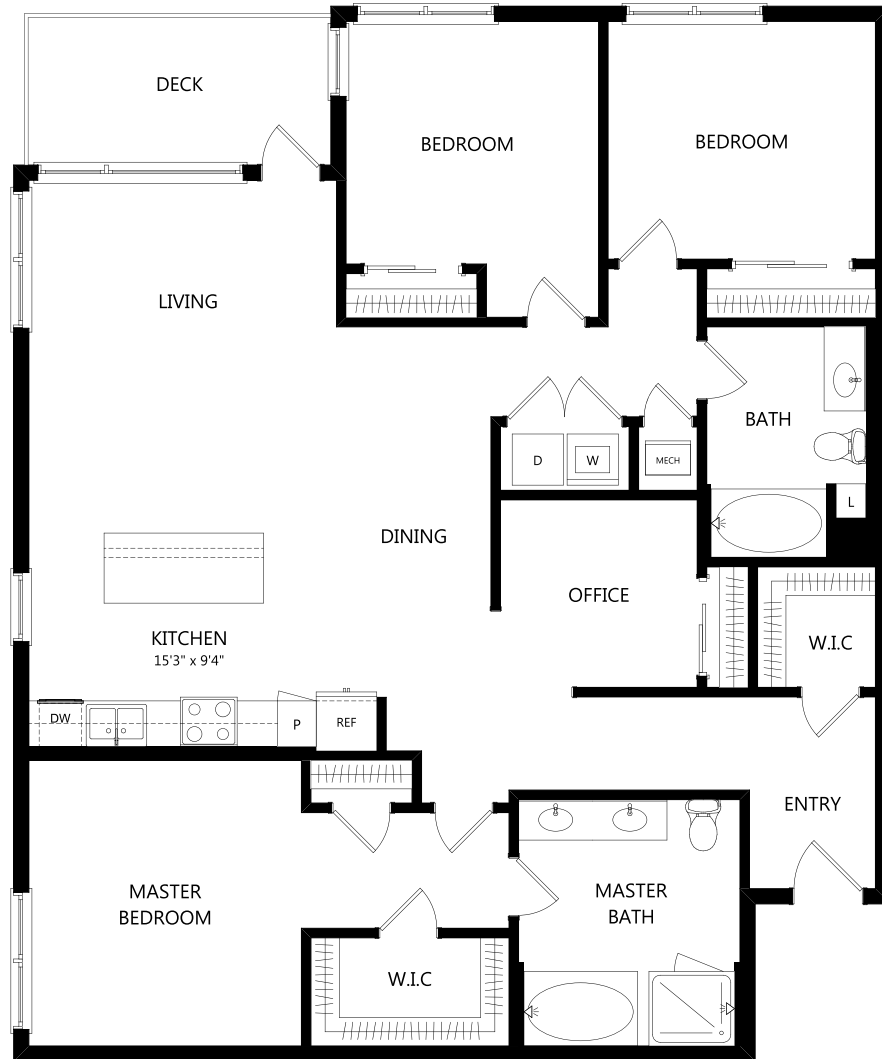 DECK
BEDROOM
BEDROOM
LIVING
BATH
D
W
MECH
L
DINING
OFFICE
KITCHEN
15'3" x 9'4"
W.I.C
DW
P
REF
ENTRY
MASTER
BEDROOM
MASTER
BATH
W.I.C